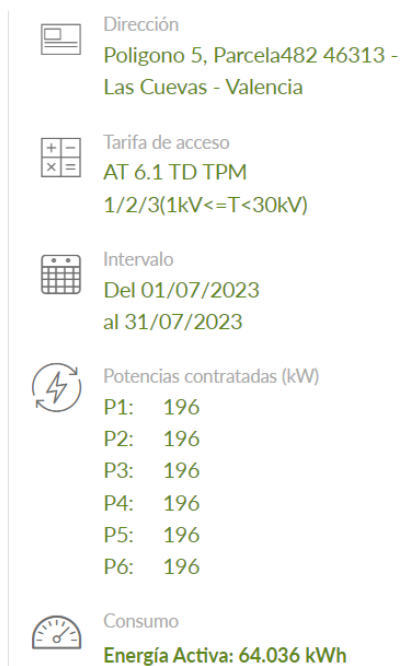 Dirección
Poligono 5, Parcela482 46313 -
Las Cuevas - Valencia
Tarifa de acceso
AT 6.1 TD TPM
1/2/3(1kV<=T<30kV)
Intervalo
Del 01/07/2023
al 31/07/2023
Potencias contratadas (kW)
P1: 196
P2: 196
P3: 196
P4: 196
P5: 196
P6: 196
Consumo
Energía Activa: 64.036 kWh